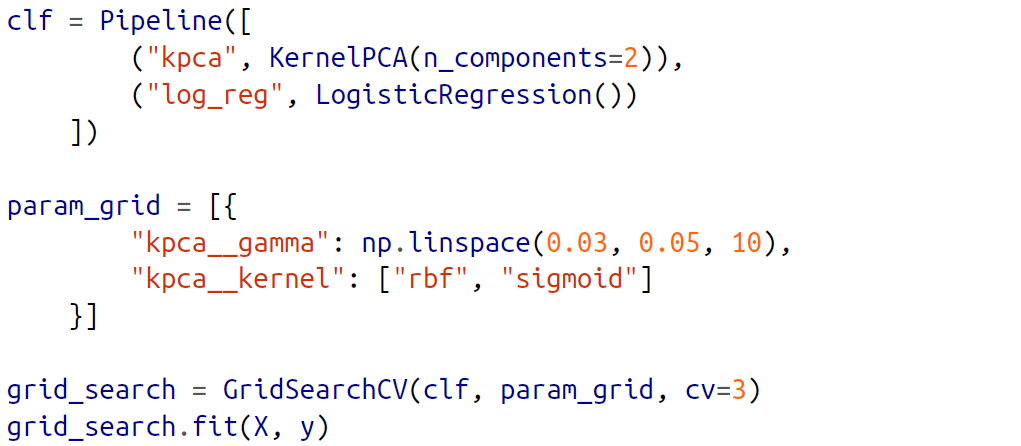 clf = Pipeline([
        ("kpca", KernelPCA(n_components=2)),
        ("log_reg", LogisticRegression())
    ])

param_grid = [{
        "kpca__gamma": np.linspace(0.03, 0.05, 10),
        "kpca__kernel": ["rbf", "sigmoid"]
    }]

grid_search = GridSearchCV(clf, param_grid, cv=3)
grid_search.fit(X, y)